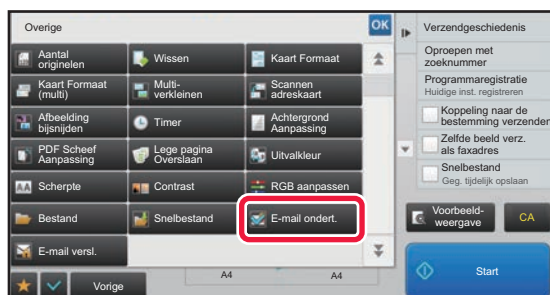 Overige
OK
Aantal
originelen
Wissen
Kaart Formaat
Kaart Formaat
(multi)
Multi-
verkleinen
Scannen
adreskaart
Afbeelding
bijsnijden
Timer
Achtergrond
Aanpassing
PDF Scheef
Aanpassing
Lege pagina
Overslaan
Uitvalkleur
AA
Scherpte
Contrast
RGB aanpassen
Bestand
Snelbestand
E-mail ondert.
E-mail versl.
Vorige
A4
A4
Verzendgeschiedenis
Oproepen met
zoeknummer
Programmaregistratie
Huidige inst. registreren
Koppeling naar de
bestemming verzenden
Zelfde beeld verz.
als faxadres
Snelbestand
Geg. tijdelijk opslaan
Voorbeeld-
weergave
CA
Start